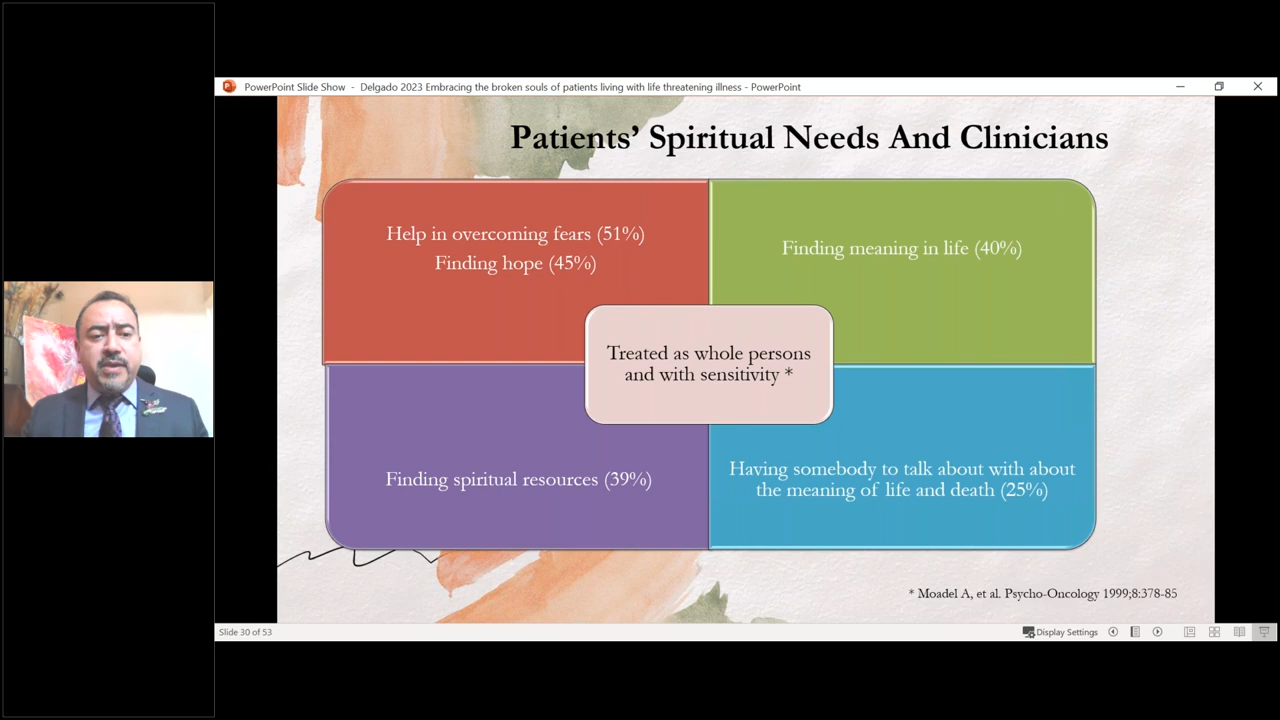 PowerPoint Slide Show - Delgado 2023 Embracing the broken souls of patients living with life threatening illness - PowerPoint
Patients’ Spiritual Needs And Clinicians
Help in overcoming fears (51%)
Finding hope (45%)
Finding meaning in life (40%)
Treated as whole persons
and with sensitivity *
Finding spiritual resources (39%)
Having somebody to talk about with about
the meaning of life and death (25%)
* Moadel A, et al. Psycho-Oncology 1999;8:378-85
Slide 30 of 53
Display Settings